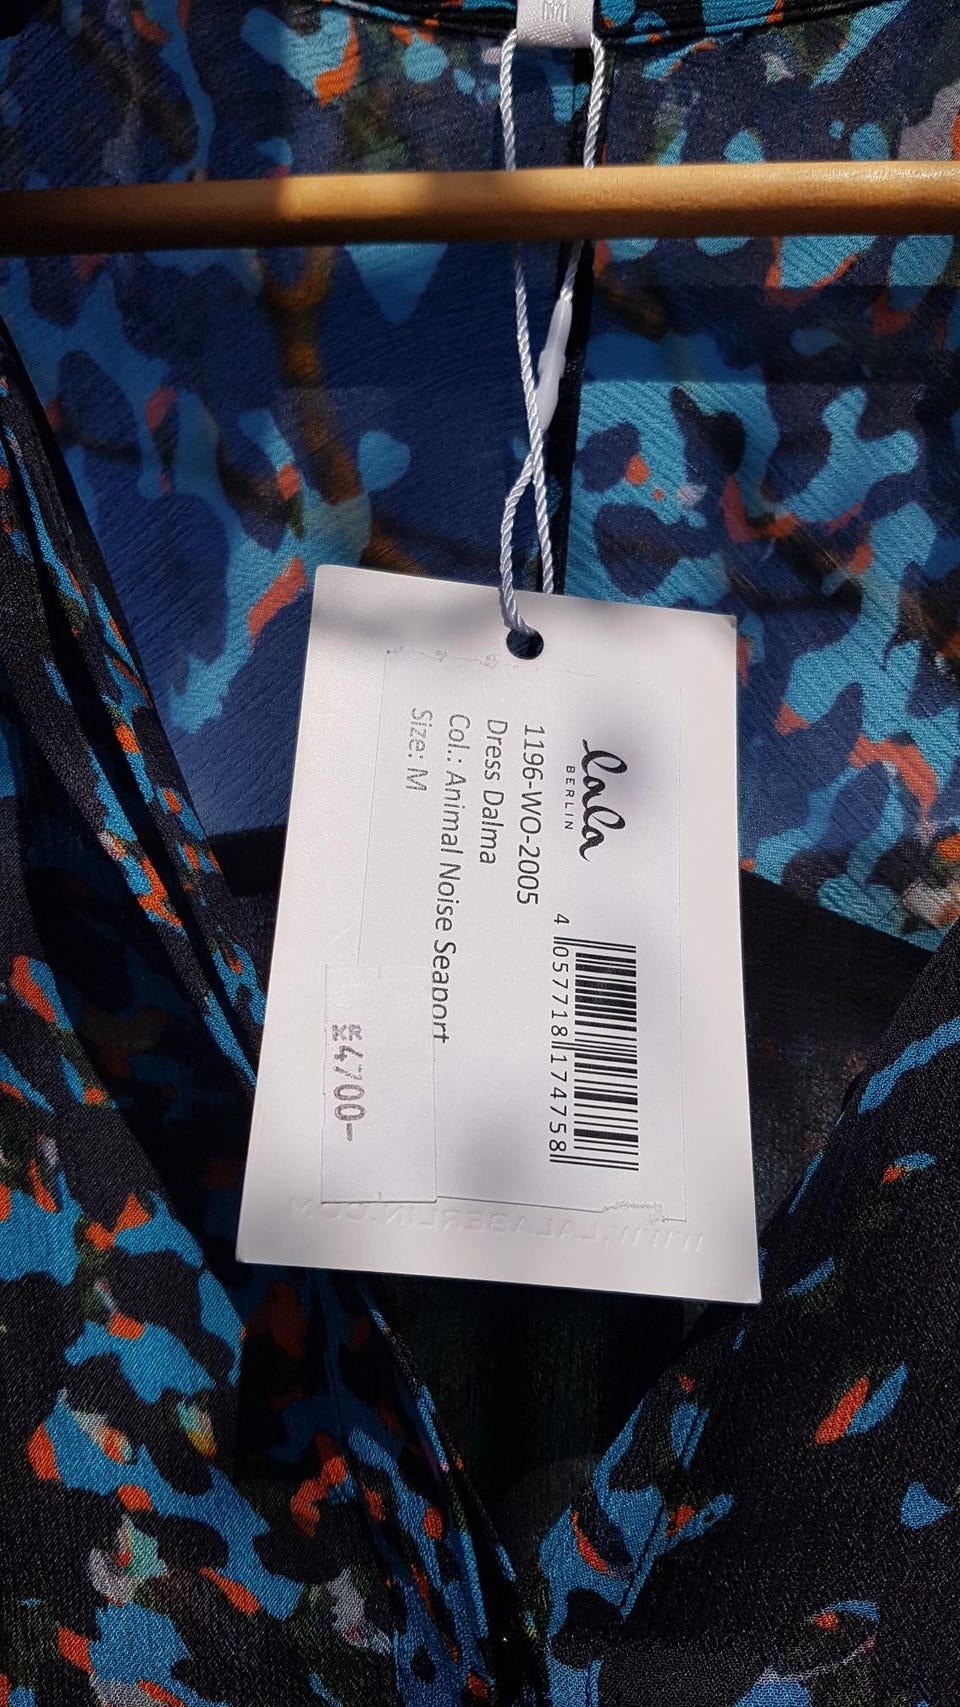 lala
BERLIN
4 057718 174758
1196-WO-2005
Dress Dalma
Col.: Animal Noise Seaport
Size: M
4700-
WWW.LALABERLIN.COM
M